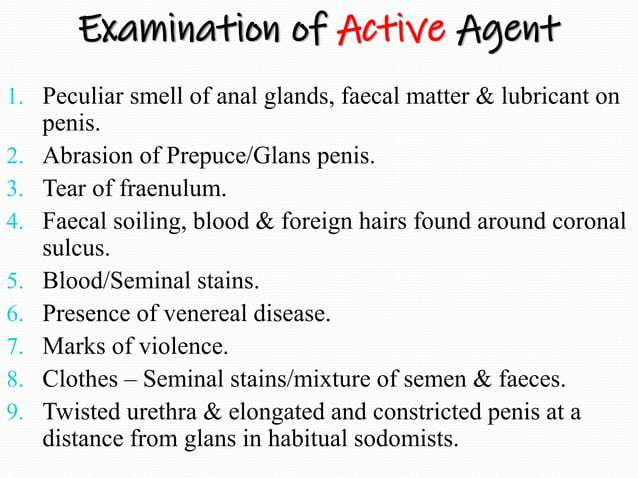 Examination of Active Agent
1. Peculiar smell of anal glands, faecal matter & lubricant on
penis.
2. Abrasion of Prepuce/Glans penis.
3. Tear of fraenulum.
4. Faecal soiling, blood & foreign hairs found around coronal
sulcus.
5. Blood/Seminal stains.
6. Presence of venereal disease.
7. Marks of violence.
8. Clothes – Seminal stains/mixture of semen & faeces.
9. Twisted urethra & elongated and constricted penis at a
distance from glans in habitual sodomists.